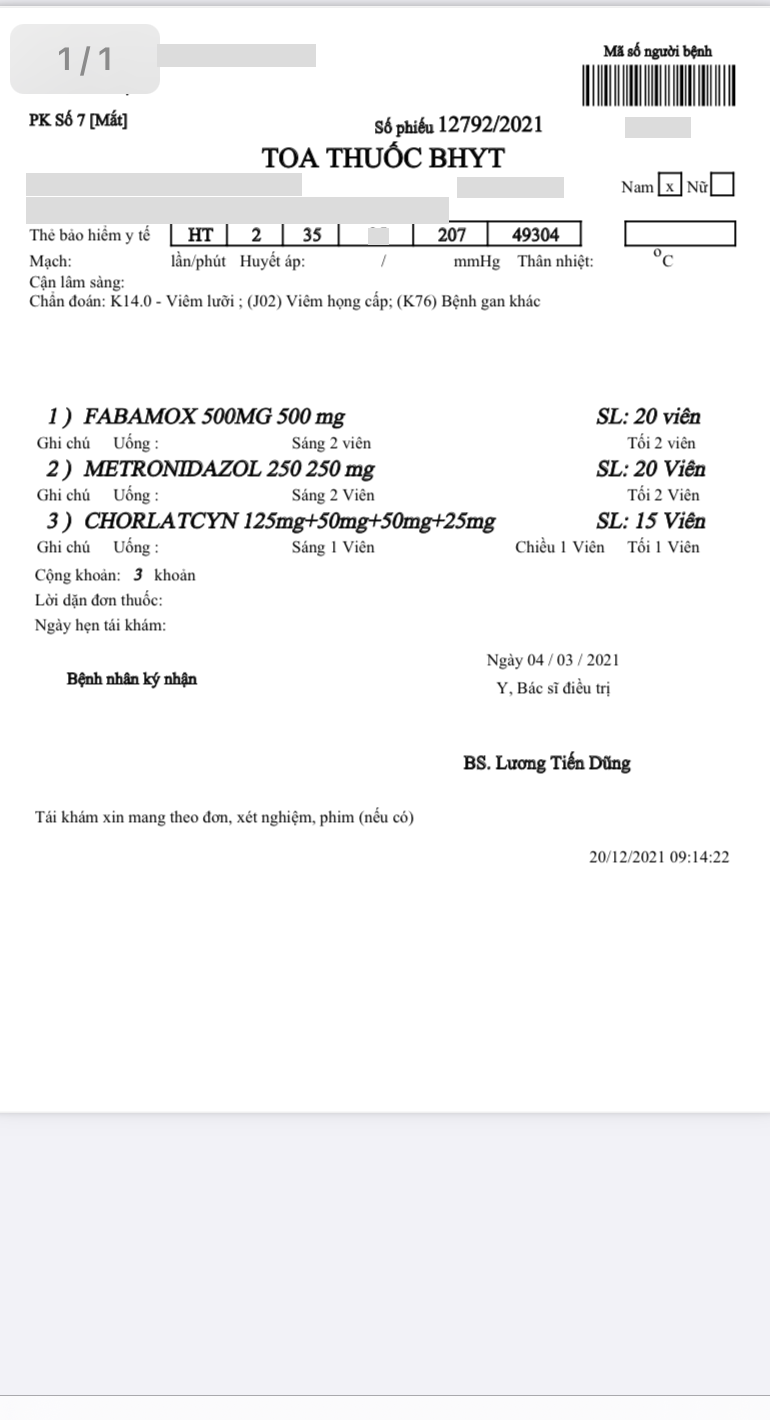 1/1
Mã số người bệnh
PK Số 7 [Mắt]
Số phiếu 12792/2021
TOA THUỐC BHYT
Nam x Nữ
Thẻ bảo hiểm y tế HT 2 35 207 49304
Mạch: lần/phút Huyết áp: / mmHg Thân nhiệt: °C
Cận lâm sàng:
Chẩn đoán: K14.0 - Viêm lưỡi ; (J02) Viêm họng cấp; (K76) Bệnh gan khác
1 ) FABAMOX 500MG 500 mg SL: 20 viên
Ghi chú Uống : Sáng 2 viên Tối 2 viên
2 ) METRONIDAZOL 250 250 mg SL: 20 Viên
Ghi chú Uống : Sáng 2 Viên Tối 2 Viên
3 ) CHORLATCYN 125mg+50mg+50mg+25mg SL: 15 Viên
Ghi chú Uống : Sáng 1 Viên Chiều 1 Viên Tối 1 Viên
Cộng khoản: 3 khoản
Lời dặn đơn thuốc:
Ngày hẹn tái khám:
Ngày 04 / 03 / 2021
Bệnh nhân ký nhận
Y, Bác sĩ điều trị
BS. Lương Tiến Dũng
Tái khám xin mang theo đơn, xét nghiệm, phim (nếu có)
20/12/2021 09:14:22